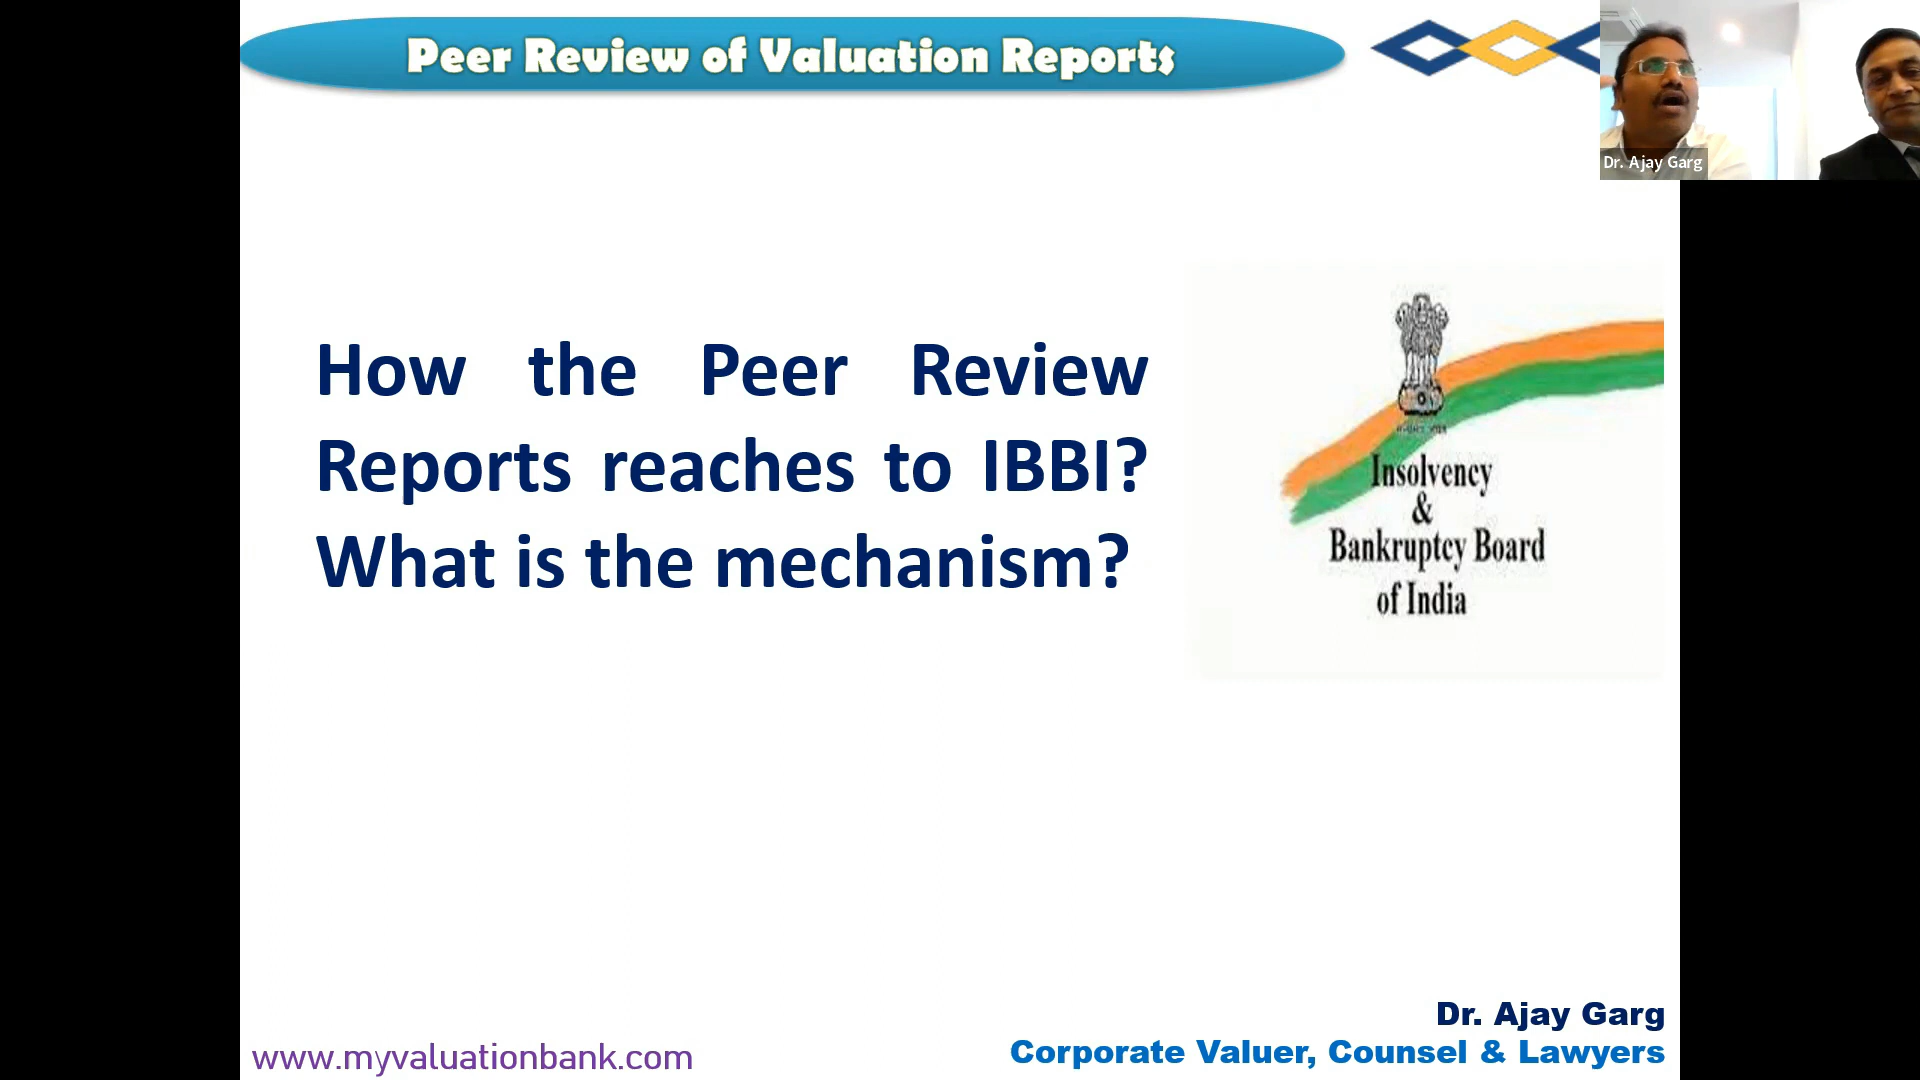 Peer Review of Valuation Reports
Dr. Ajay Garg
How the Peer Review
Reports reaches to IBBI?
What is the mechanism?
Insolvency
&
Bankruptcy Board
of India
Dr. Ajay Garg
Corporate Valuer, Counsel & Lawyers
www.myvaluationbank.com